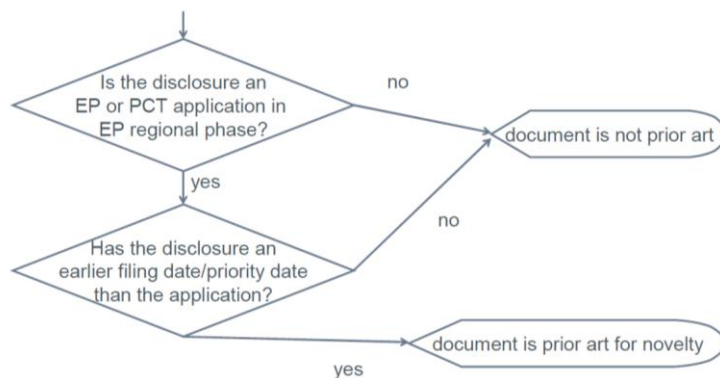 Is the disclosure an
EP or PCT application in
EP regional phase?
no
document is not prior art
yes
no
Has the disclosure an
earlier filing date/priority date
than the application?
document is prior art for novelty
yes